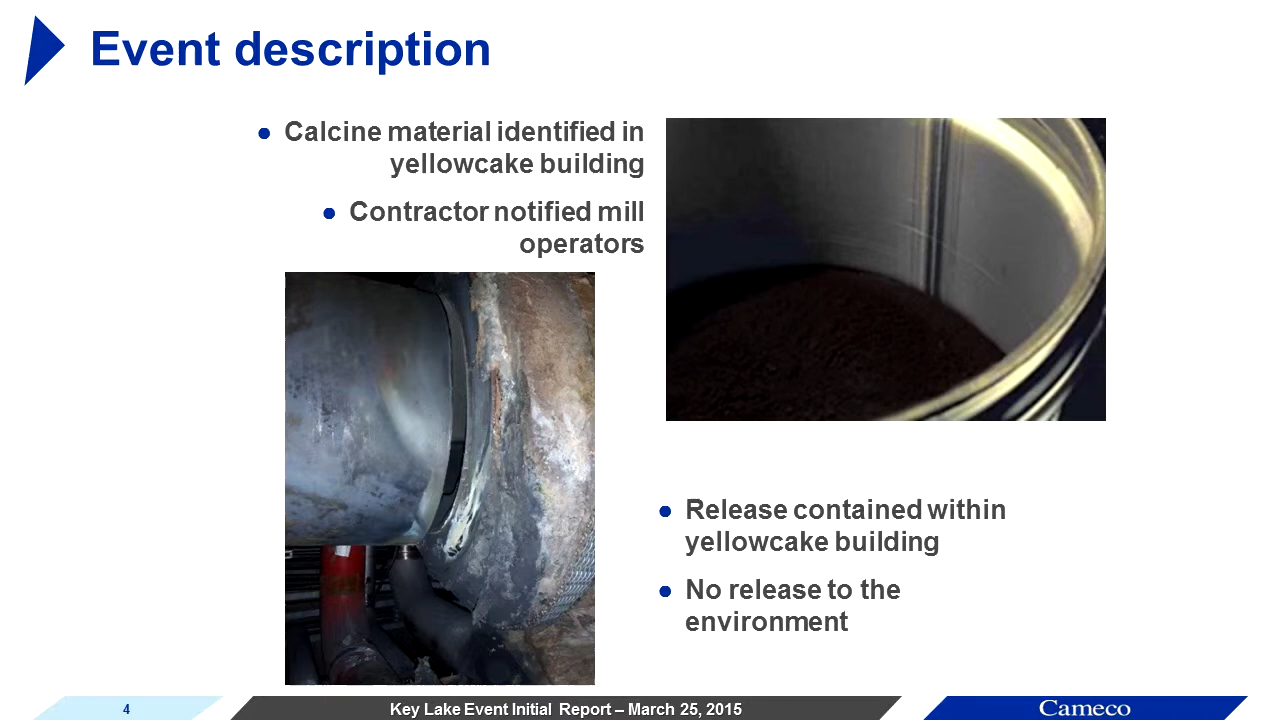 Event description
● Calcine material identified in
yellowcake building
● Contractor notified mill
operators
● Release contained within
yellowcake building
● No release to the
environment
4
Key Lake Event Initial Report – March 25, 2015
Cameco